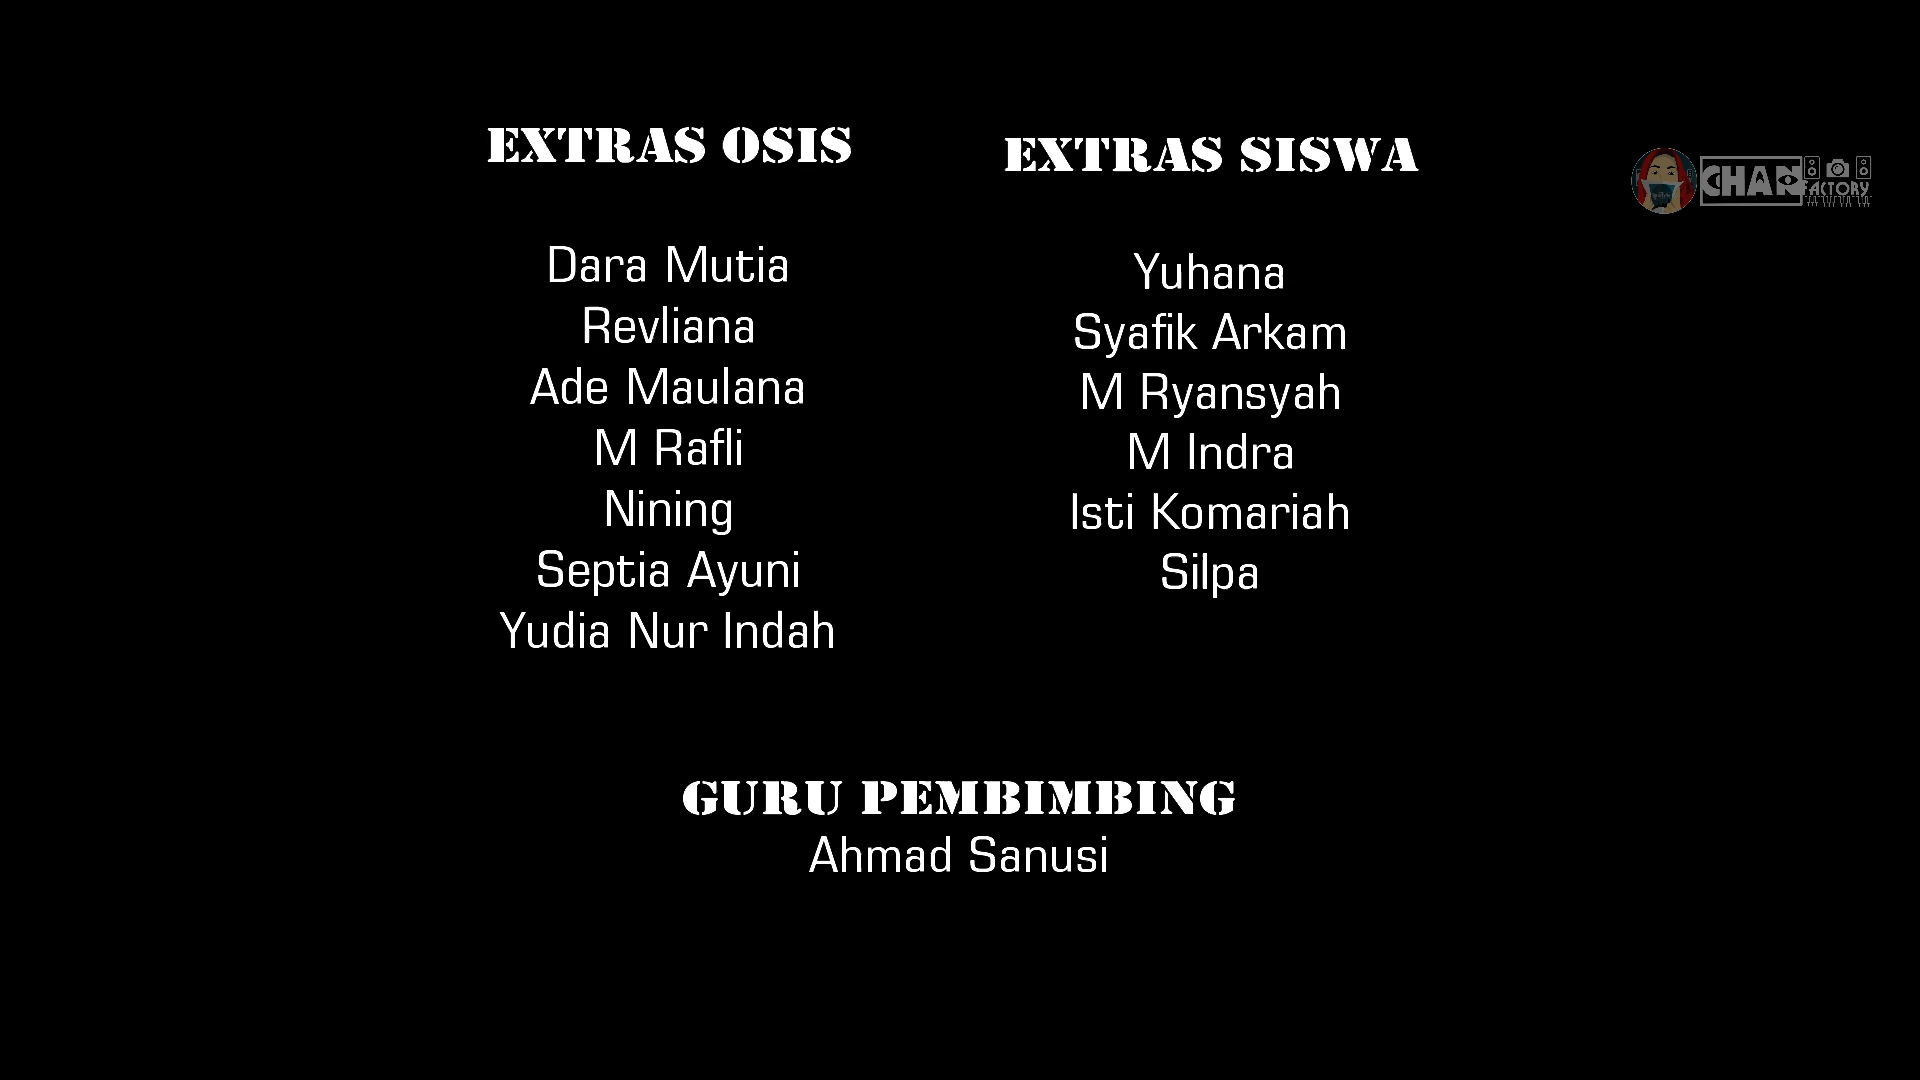 EXTRAS OSIS
Dara Mutia
Revliana
Ade Maulana
M Rafli
Nining
Septia Ayuni
Yudia Nur Indah
EXTRAS SISWA
Yuhana
Syafik Arkam
M Ryansyah
M Indra
Isti Komariah
Silpa
GURU PEMBIMBING
Ahmad Sanusi
CHAN
FACTORY